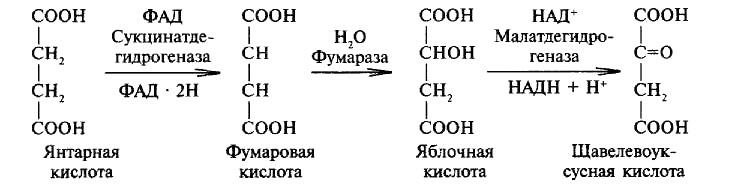 COOH
CH₂
CH₂
COOH
Янтарная
кислота
ФАД
Сукцинатде-
гидрогеназа
ФАД · 2Н
COOH
CH
CH
COOH
Фумаровая
кислота
H₂O
Фумараза
COOH
CHOH
CH₂
COOH
Яблочная
кислота
НАД⁺
Малатдегидро-
геназа
НАДН + Н⁺
COOH
C=O
CH₂
COOH
Щавелевоук-
сусная кислота